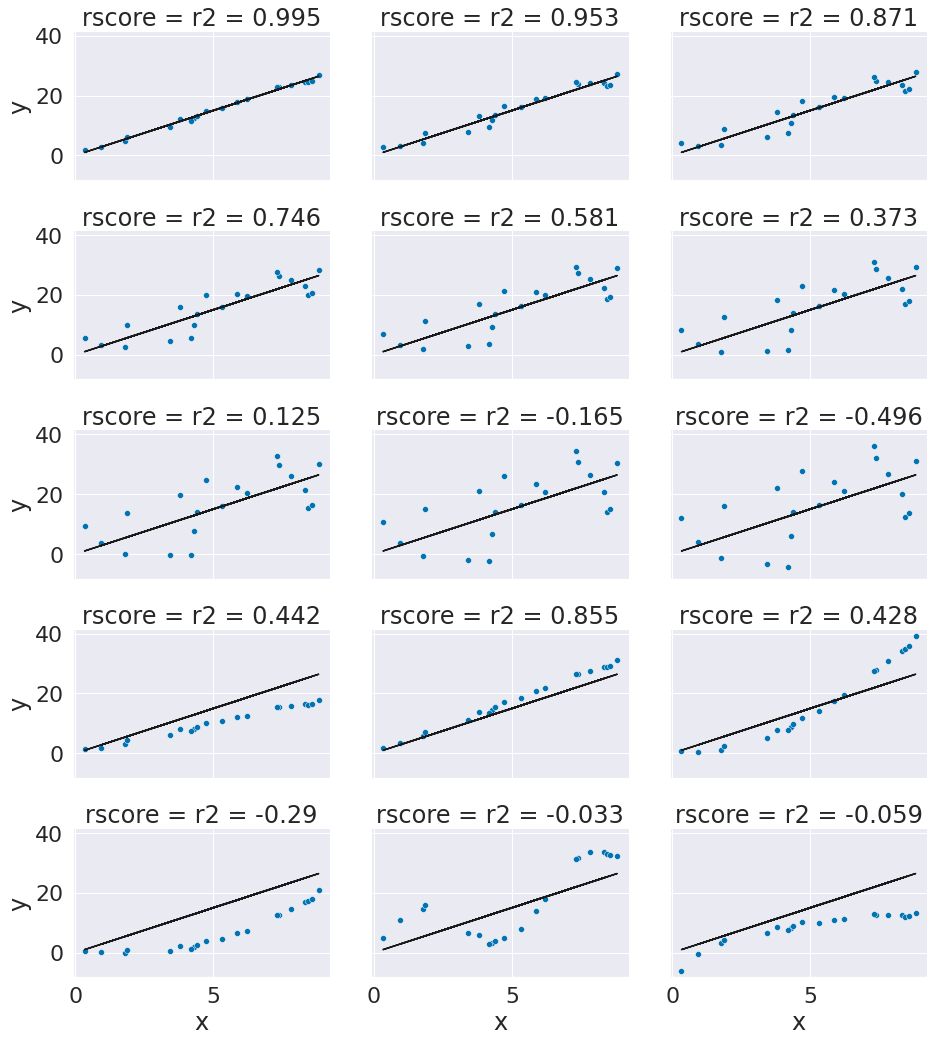 rscore = r2 = 0.995
rscore = r2 = 0.953
rscore = r2 = 0.871
40
20
0
y
rscore = r2 = 0.746
rscore = r2 = 0.581
rscore = r2 = 0.373
40
20
0
y
rscore = r2 = 0.125
rscore = r2 = -0.165
rscore = r2 = -0.496
40
20
0
y
rscore = r2 = 0.442
rscore = r2 = 0.855
rscore = r2 = 0.428
40
20
0
y
rscore = r2 = -0.29
rscore = r2 = -0.033
rscore = r2 = -0.059
40
20
0
y
0 5
0 5
0 5
x
x
x